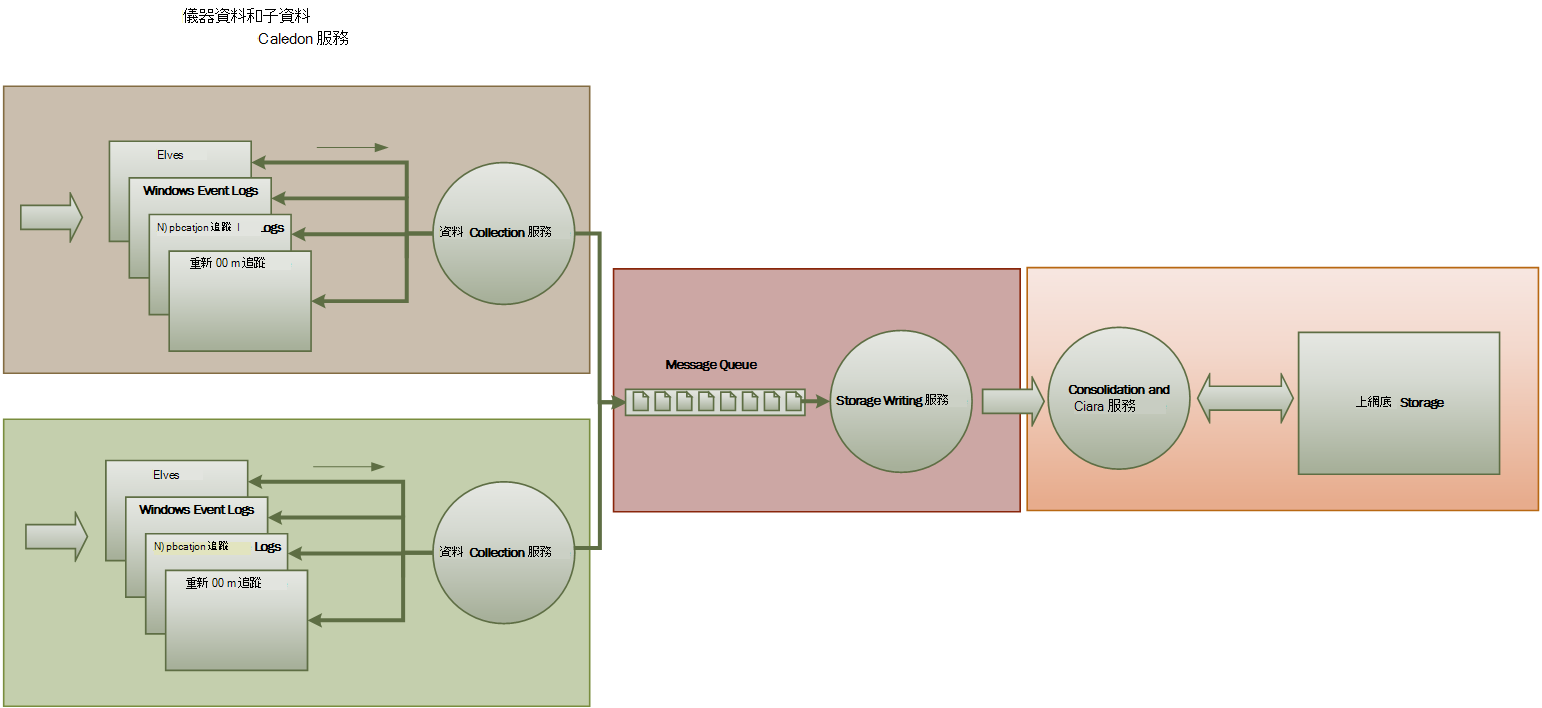 儀器資料和子資料
Caledon 服務
Elves
Windows Event Logs
N) pbcatjon 追蹤 l .ogs
重新 00 m 追蹤
資料 Collection 服務
Message Queue
Storage Writing 服務
Consolidation and
Ciara 服務
上網底 Storage
Elves
Windows Event Logs
N) pbcatjon 追蹤 Logs
重新 00 m 追蹤
資料 Collection 服務